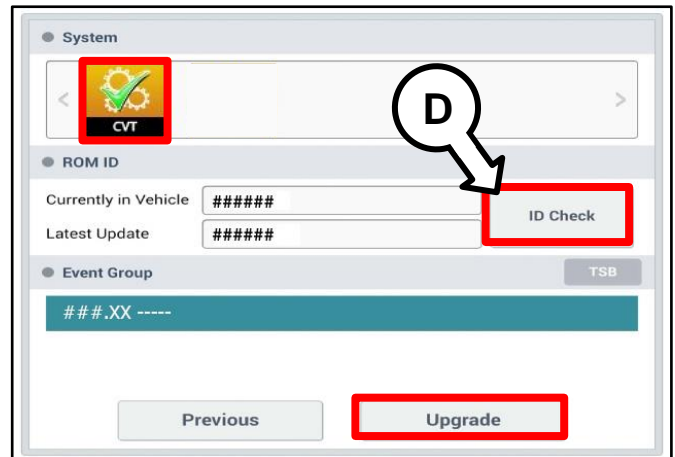 System
<
CVT
D
>
ROM ID
Currently in Vehicle ######
ID Check
Latest Update ######
Event Group TSB
###.XX -----
Previous Upgrade